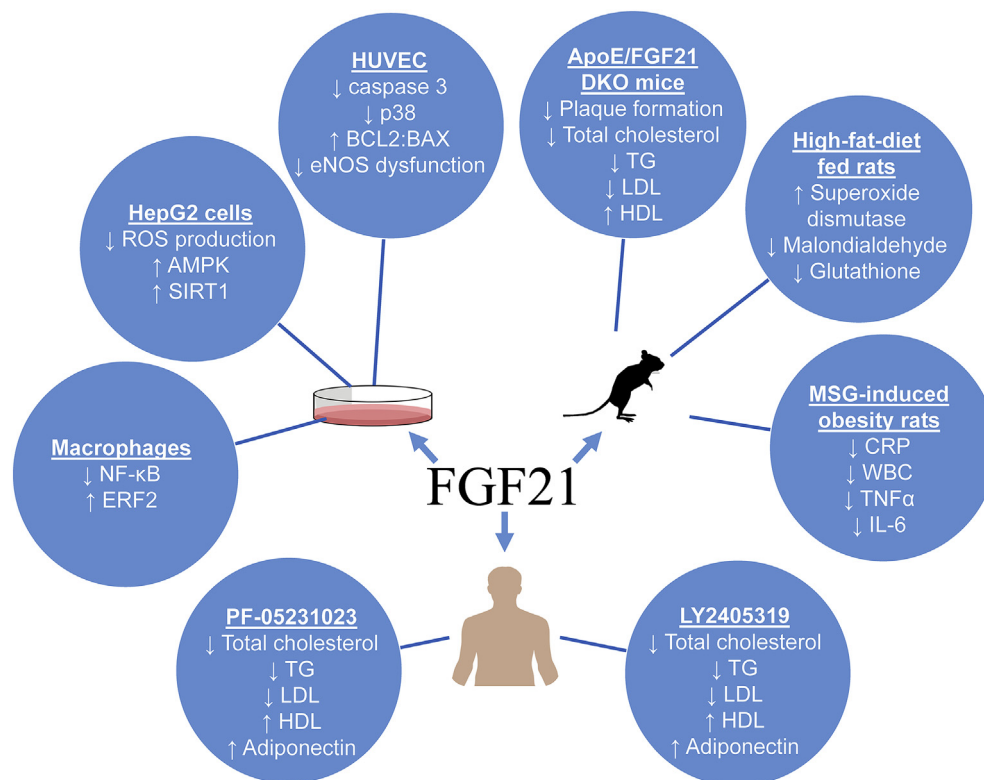 HUVEC
↓ caspase 3
↓ p38
↑ BCL2:BAX
↓ eNOS dysfunction
ApoE/FGF21
DKO mice
↓ Plaque formation
↓ Total cholesterol
↓ TG
↓ LDL
↑ HDL
High-fat-diet
fed rats
↑ Superoxide
dismutase
↓ Malondialdehyde
↓ Glutathione
HepG2 cells
↓ ROS production
↑ AMPK
↑ SIRT1
MSG-induced
obesity rats
↓ CRP
↓ WBC
↓ TNFα
↓ IL-6
Macrophages
↓ NF-κB
↑ ERF2
FGF21
PF-05231023
↓ Total cholesterol
↓ TG
↓ LDL
↑ HDL
↑ Adiponectin
LY2405319
↓ Total cholesterol
↓ TG
↓ LDL
↑ HDL
↑ Adiponectin